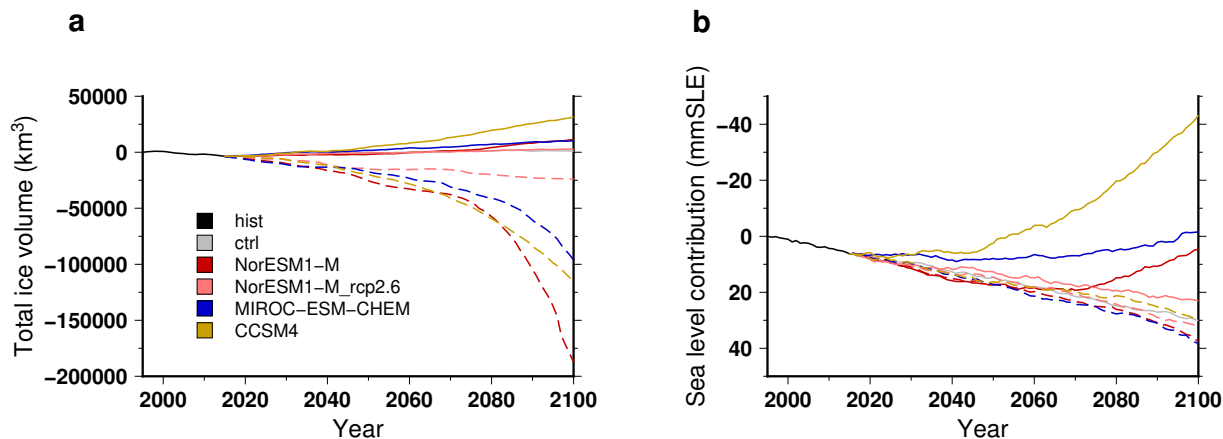 a
Total ice volume (km³)
50000
0
−50000
−100000
−150000
−200000
hist
ctrl
NorESM1−M
NorESM1−M_rcp2.6
MIROC−ESM−CHEM
CCSM4
2000 2020 2040 2060 2080 2100
Year
b
Sea level contribution (mmSLE)
−40
−20
0
20
40
2000 2020 2040 2060 2080 2100
Year